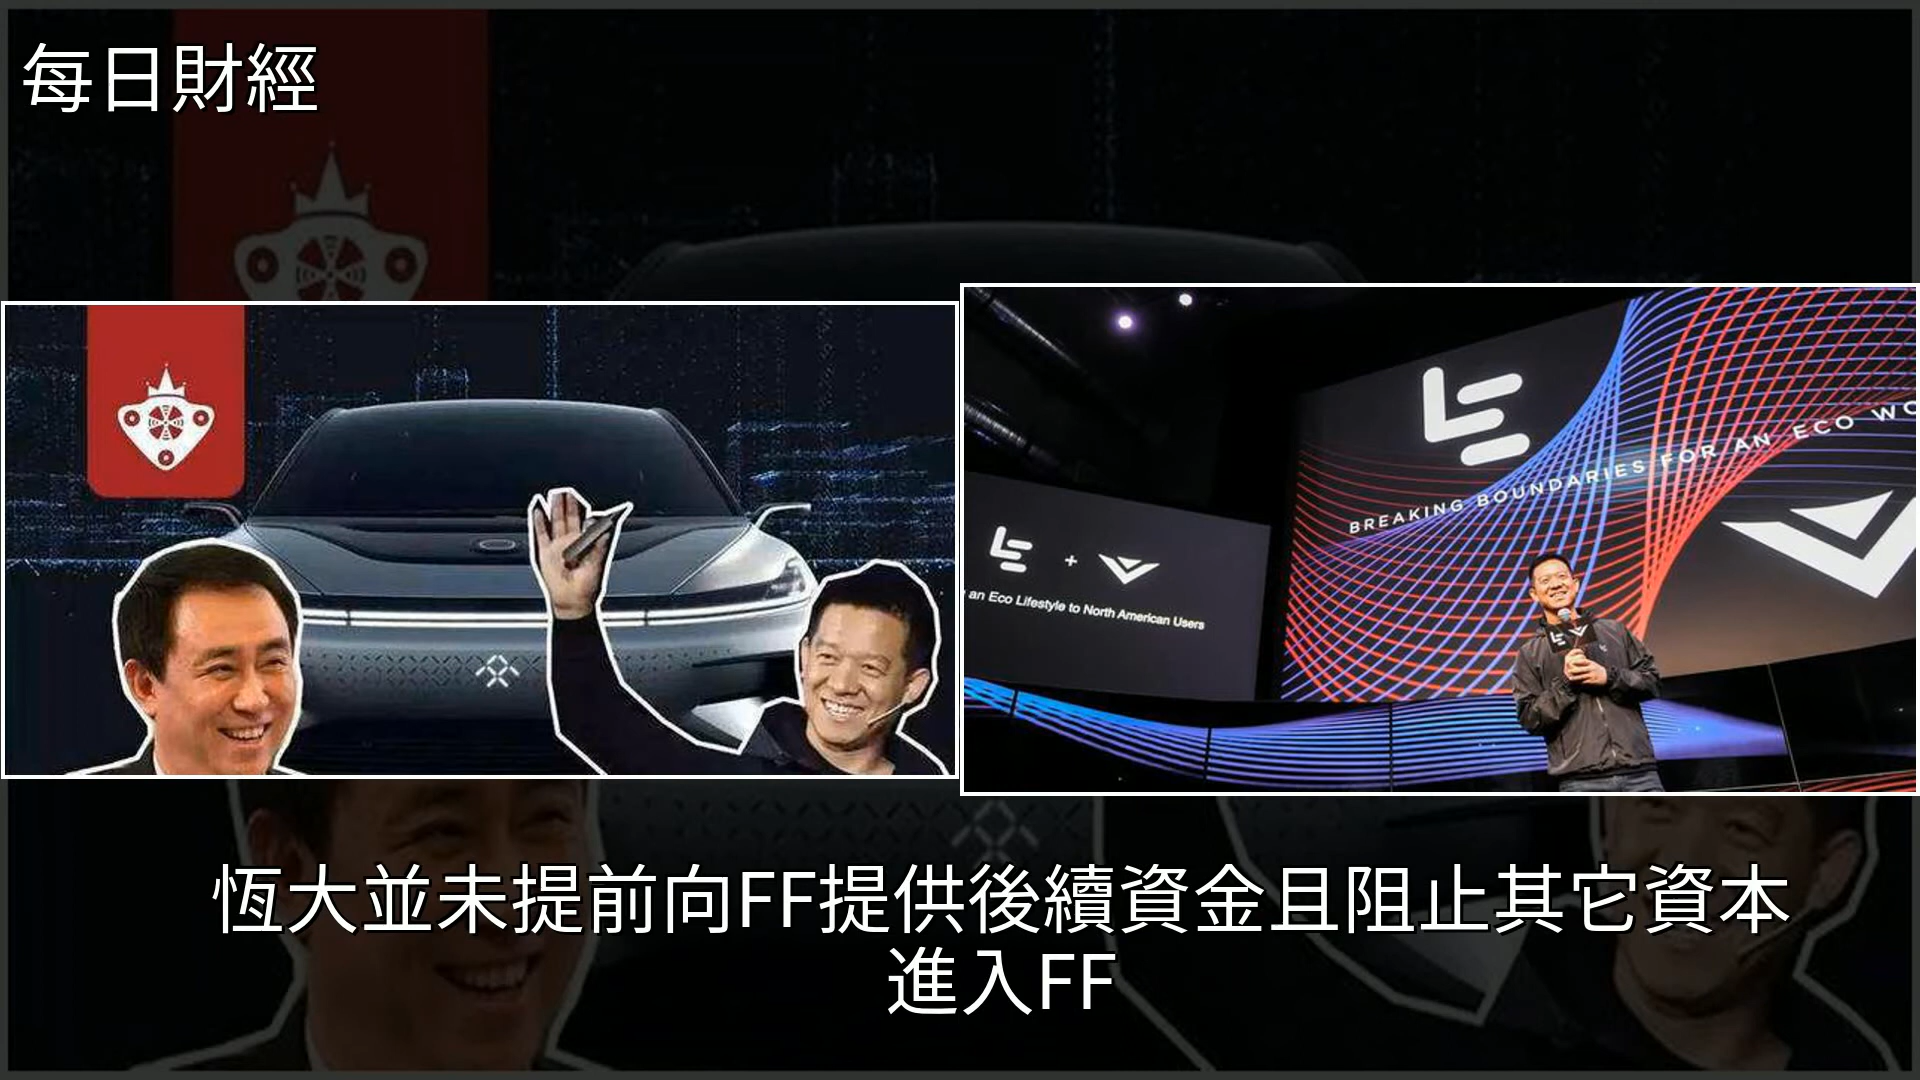 每日財經
LE
BREAKING BOUNDARIES FOR AN ECO WO
LE + V
an Eco Lifestyle to North American Users
恆大並未提前向FF提供後續資金且阻止其它資本
進入FF